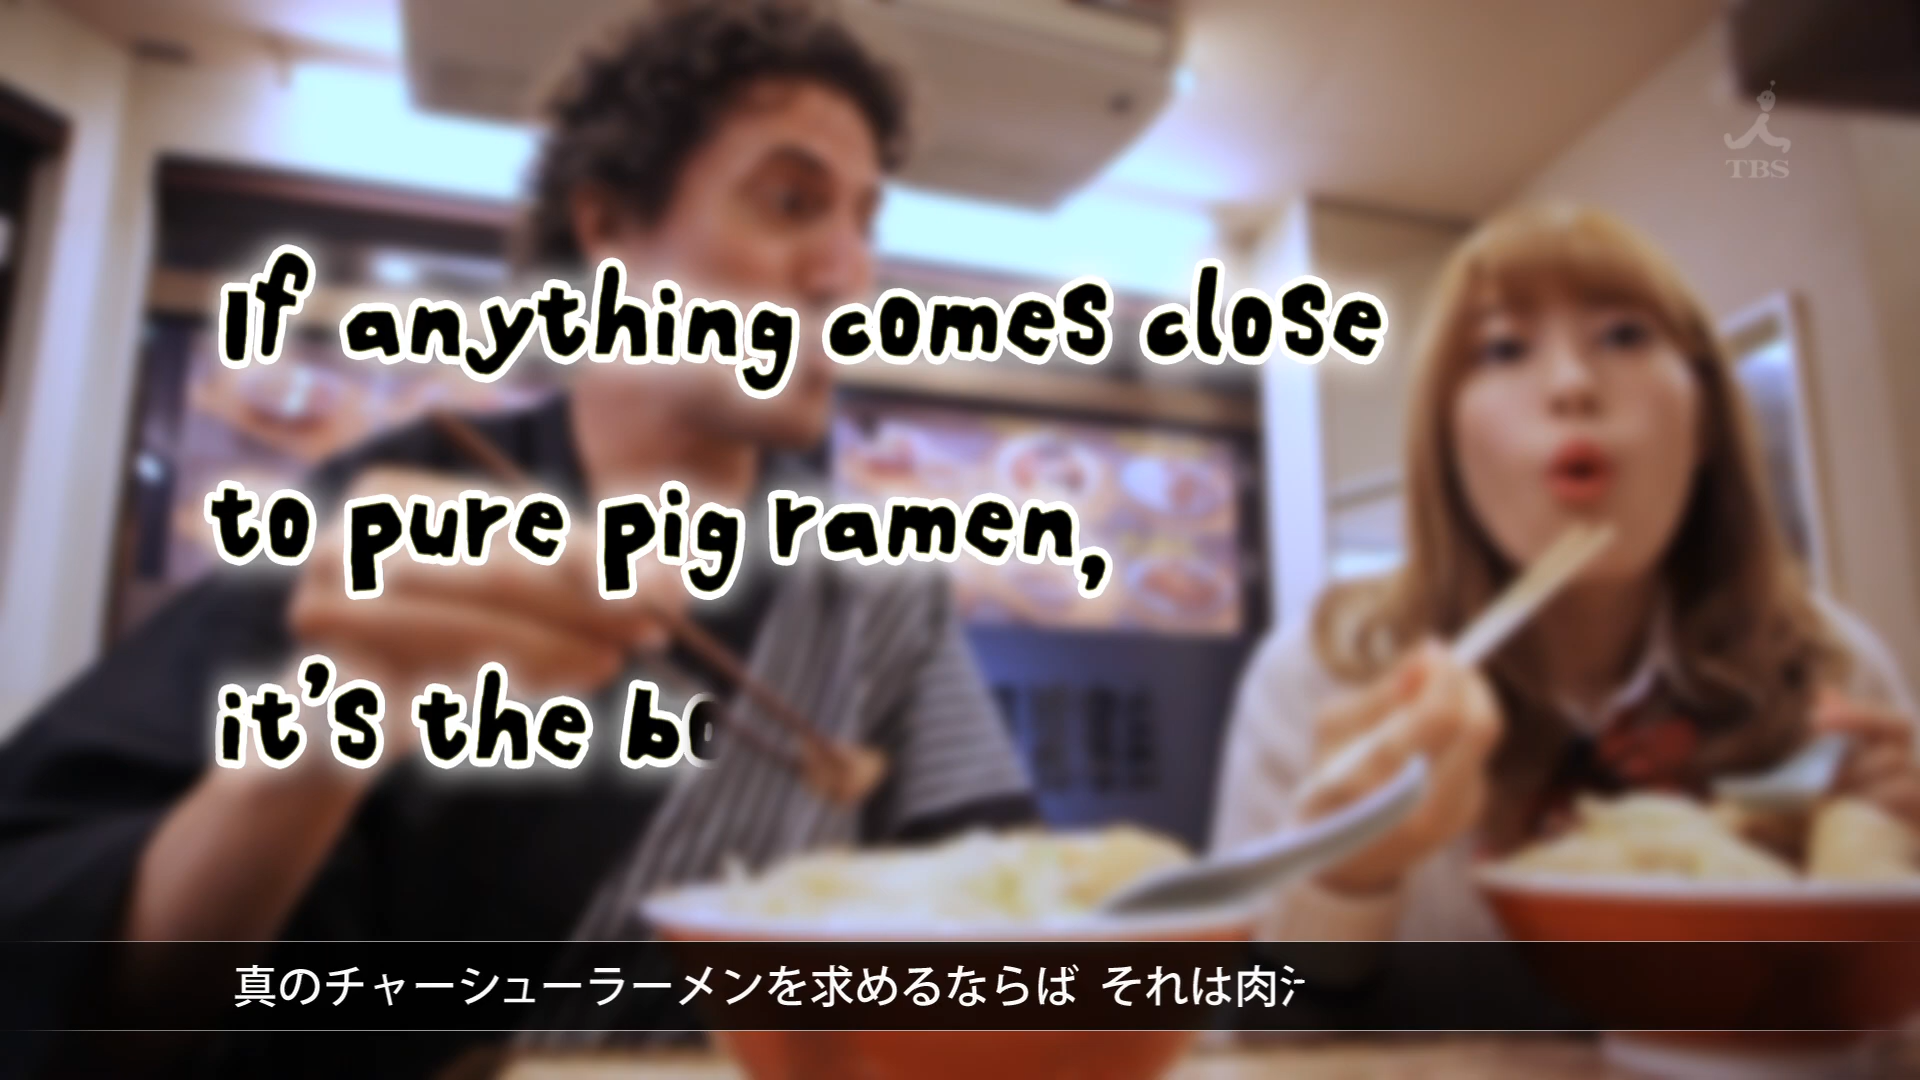 TBS
If anything comes close
to pure pig ramen,
it's the bo
真のチャーシューラーメンを求めるならば それは肉